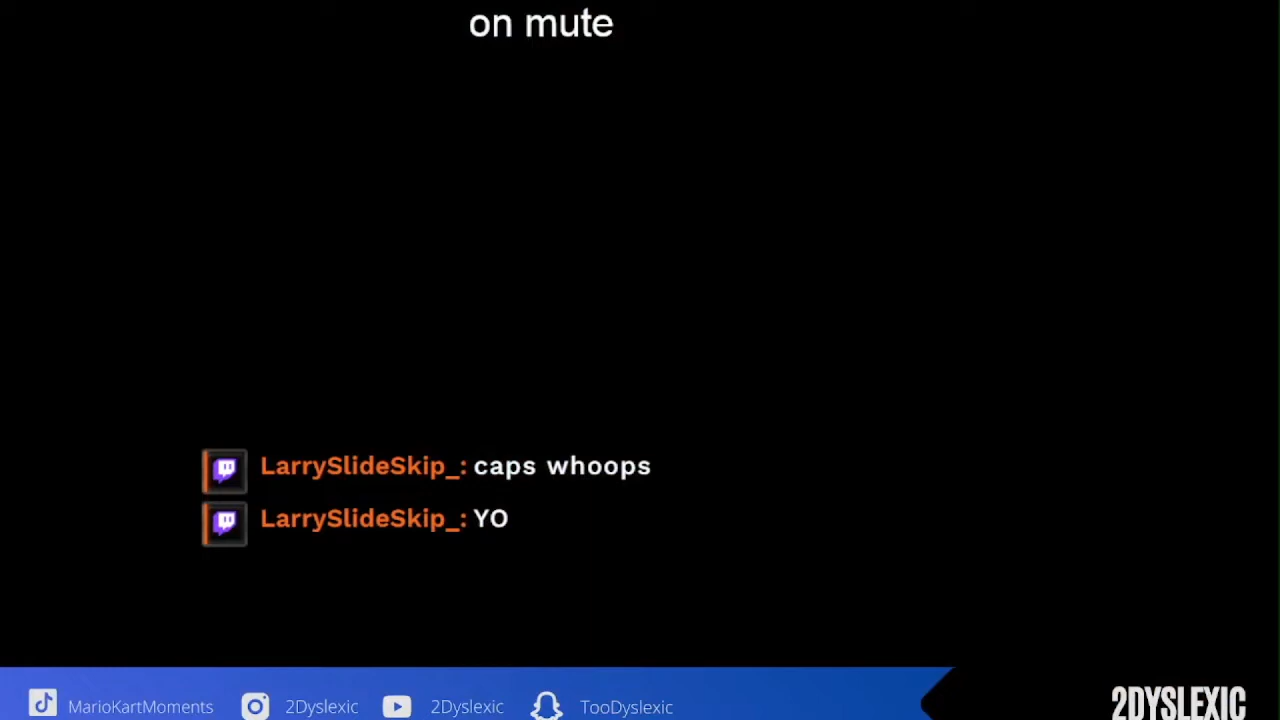 on mute
LarrySlideSkip_: caps whoops
LarrySlideSkip_: YO
MarioKartMoments 2Dyslexic 2Dyslexic TooDyslexic
2DYSLEXIC